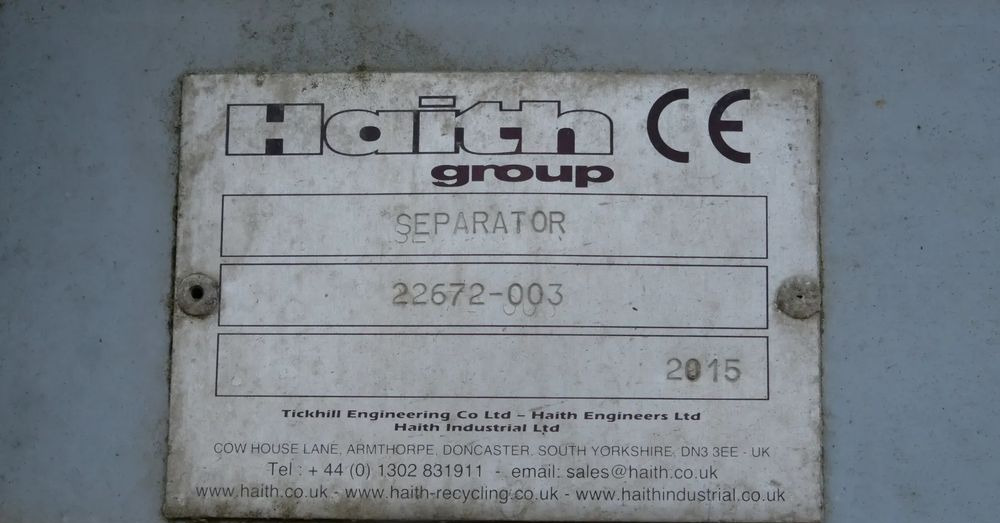 Haith CE
group
SEPARATOR
22672-003
2015
Tickhill Engineering Co Ltd – Haith Engineers Ltd
Haith Industrial Ltd
COW HOUSE LANE, ARMTHORPE, DONCASTER, SOUTH YORKSHIRE, DN3 3EE - UK
Tel : + 44 (0) 1302 831911 - email: sales@haith.co.uk
www.haith.co.uk - www.haith-recycling.co.uk - www.haithindustrial.co.uk